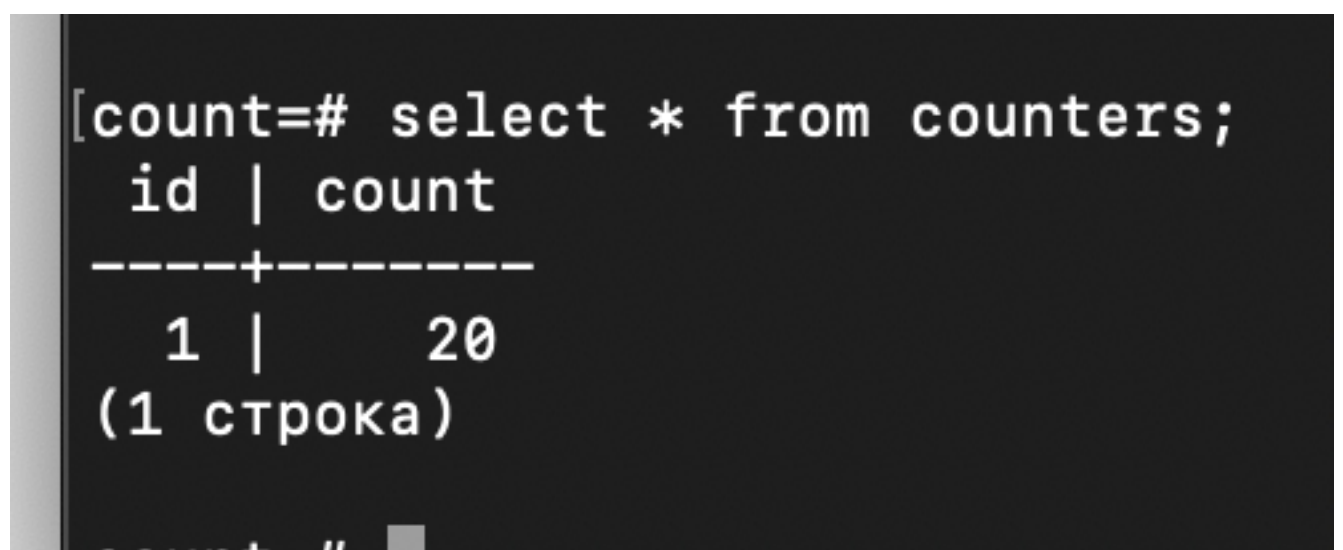 [count=# select * from counters;
 id | count
----+-------
  1 |    20
(1 строка)